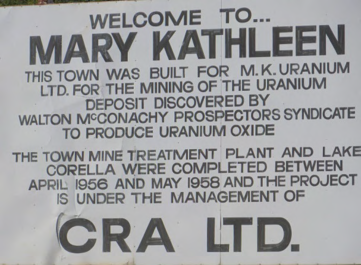 WELCOME TO...
MARY KATHLEEN
THIS TOWN WAS BUILT FOR M.K.URANIUM
LTD. FOR THE MINING OF THE URANIUM
DEPOSIT DISCOVERED BY
WALTON McCONACHY PROSPECTORS SYNDICATE
TO PRODUCE URANIUM OXIDE
THE TOWN MINE TREATMENT PLANT AND LAKE
CORELLA WERE COMPLETED BETWEEN
APRIL 1956 AND MAY 1958 AND THE PROJECT
IS UNDER THE MANAGEMENT OF
CRA LTD.